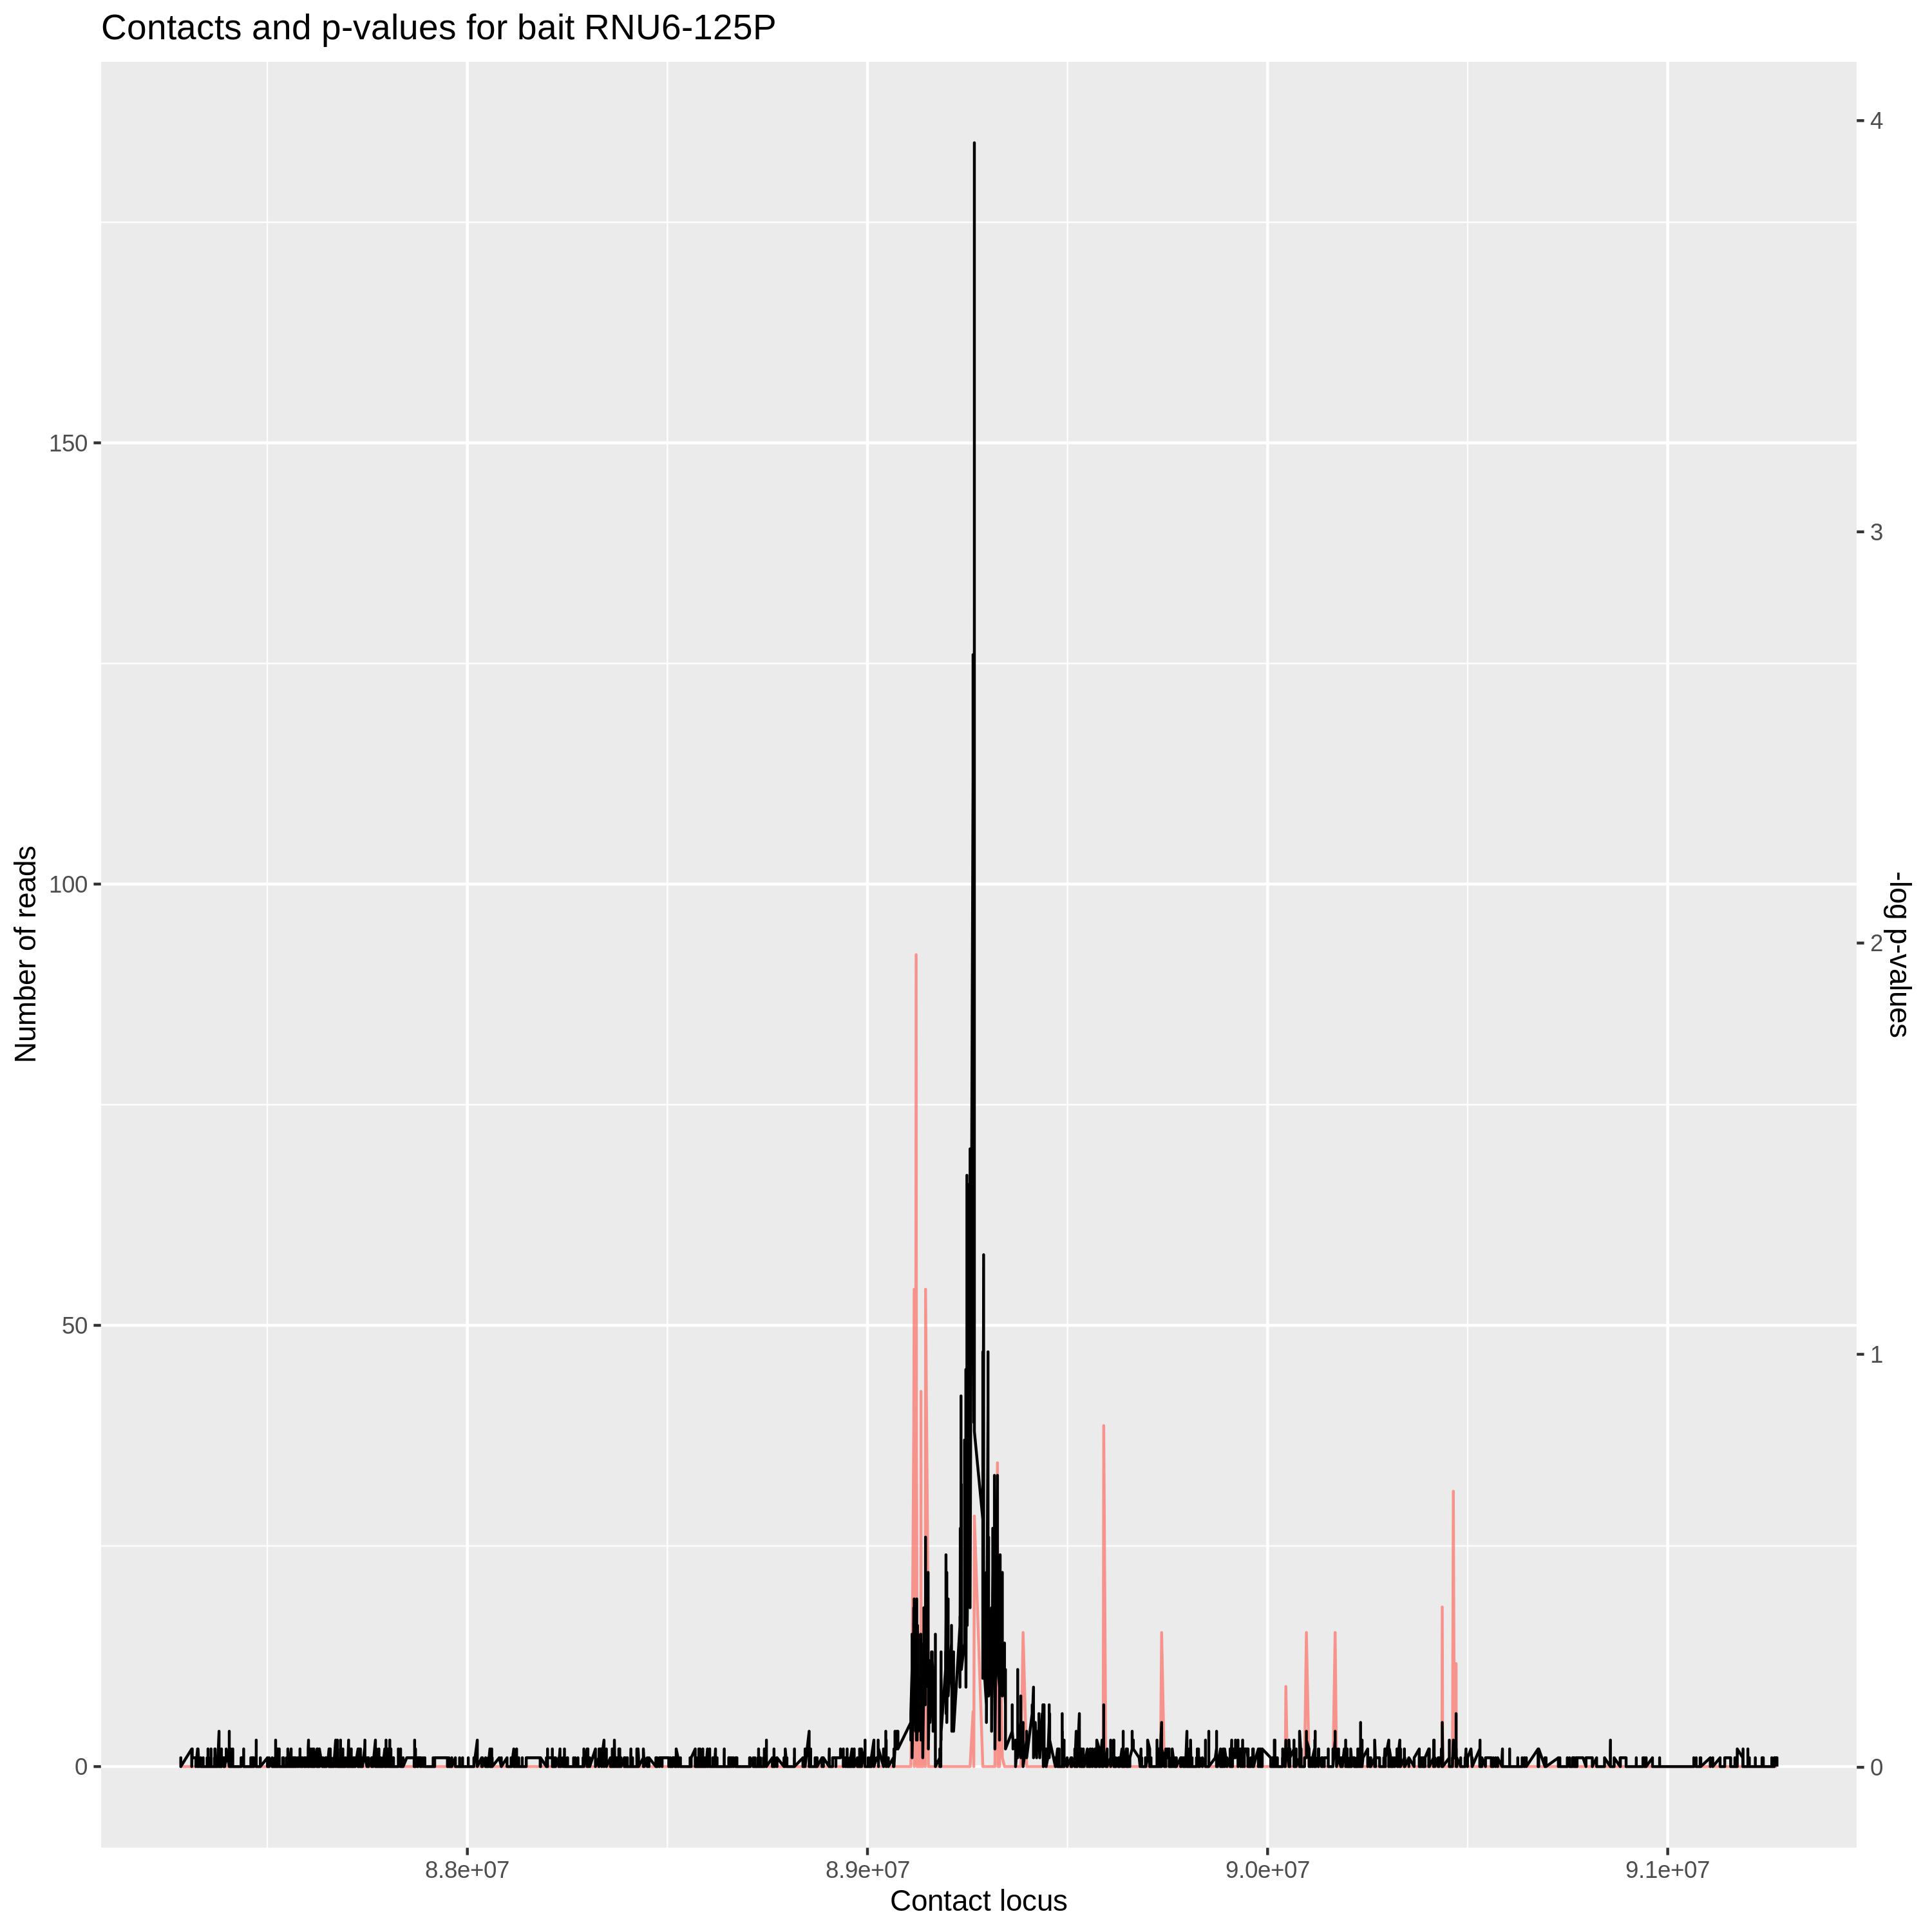 Contacts and p-values for bait RNU6-125P
Number of reads
150
100
50
0
4
3
2
1
0
-log p-values
8.8e+07
8.9e+07
9.0e+07
9.1e+07
Contact locus